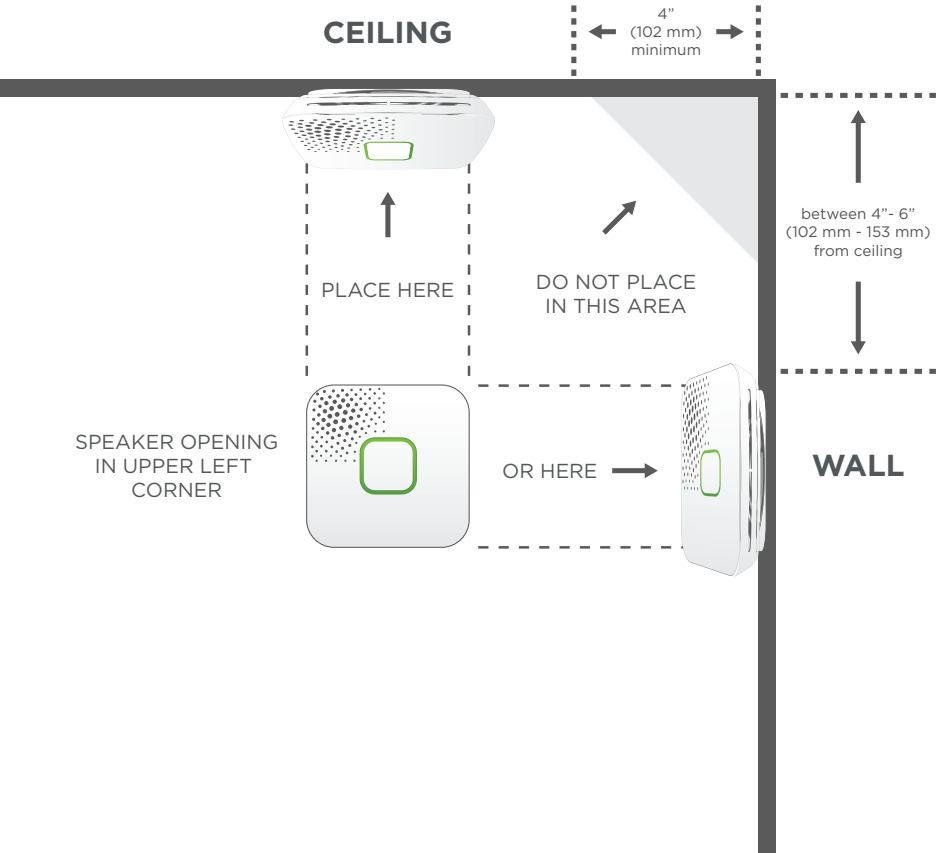 CEILING
4”
(102 mm)
minimum
between 4”- 6”
(102 mm - 153 mm)
from ceiling
PLACE HERE
DO NOT PLACE
IN THIS AREA
SPEAKER OPENING
IN UPPER LEFT
CORNER
OR HERE
WALL